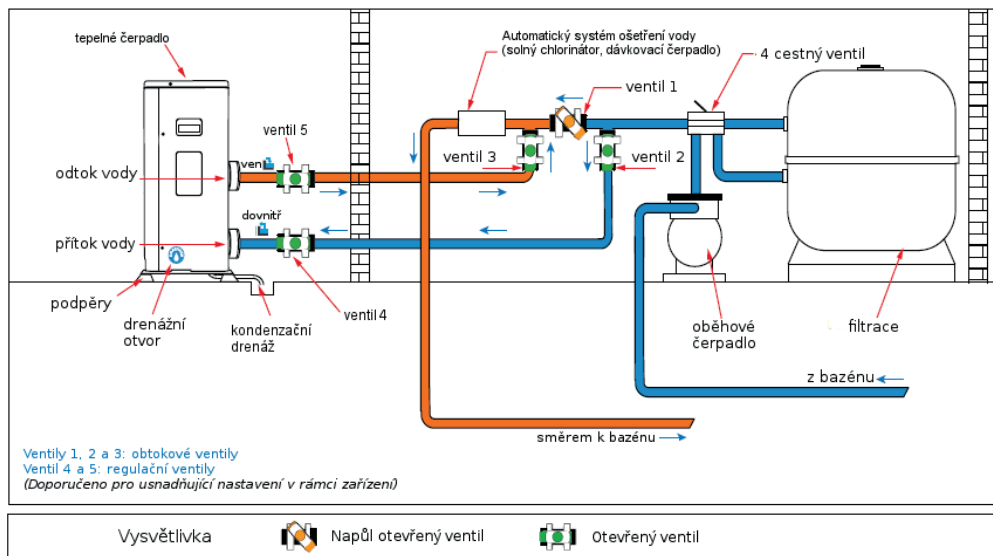 tepelné čerpadlo
Automatický systém ošetření vody
(solný chlorinátor, dávkovací čerpadlo)
4 cestný ventil
ventil 1
ventil 5
ventil 3
ventil 2
ven
odtok vody
dovnitř
přítok vody
podpěry
drenážní
otvor
kondenzační
drenáž
ventil 4
oběhové
čerpadlo
filtrace
z bazénu
směrem k bazénu
Ventily 1, 2 a 3: obtokové ventily
Ventil 4 a 5: regulační ventily
(Doporučeno pro usnadňující nastavení v rámci zařízení)
Vysvětlivka
Napůl otevřený ventil
Otevřený ventil